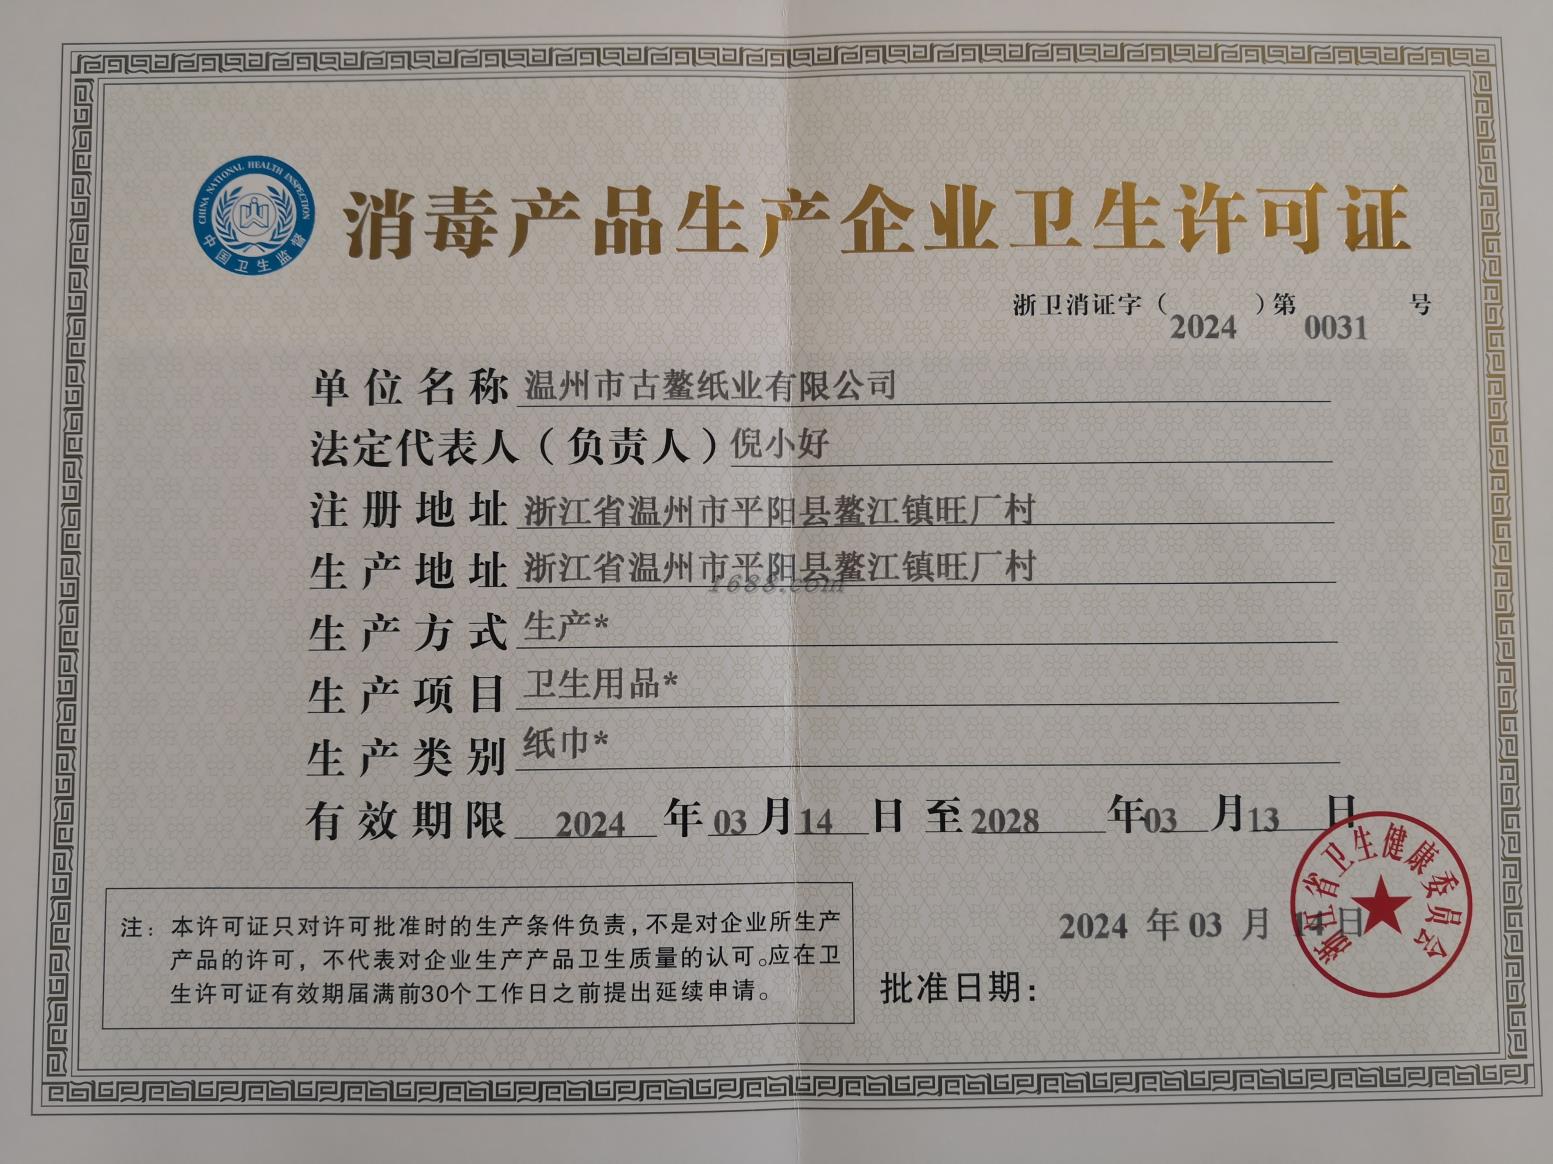 CHINA NATIONAL HEALTH INSPECTION
中国卫生监督
消毒产品生产企业卫生许可证
浙卫消证字（2024）第0031号
单位名称 温州市古鳌纸业有限公司
法定代表人（负责人）倪小好
注册地址 浙江省温州市平阳县鳌江镇旺厂村
生产地址 浙江省温州市平阳县鳌江镇旺厂村
1688.com
生产方式 生产*
生产项目 卫生用品*
生产类别 纸巾*
有效期限 2024 年 03 月 14 日 至 2028 年 03 月 13 日
注：本许可证只对许可批准时的生产条件负责，不是对企业所生产
产品的许可，不代表对企业生产产品卫生质量的认可。应在卫
生许可证有效期届满前30个工作日之前提出延续申请。
2024 年 03 月 14 日
批准日期：
浙江省卫生健康委员会